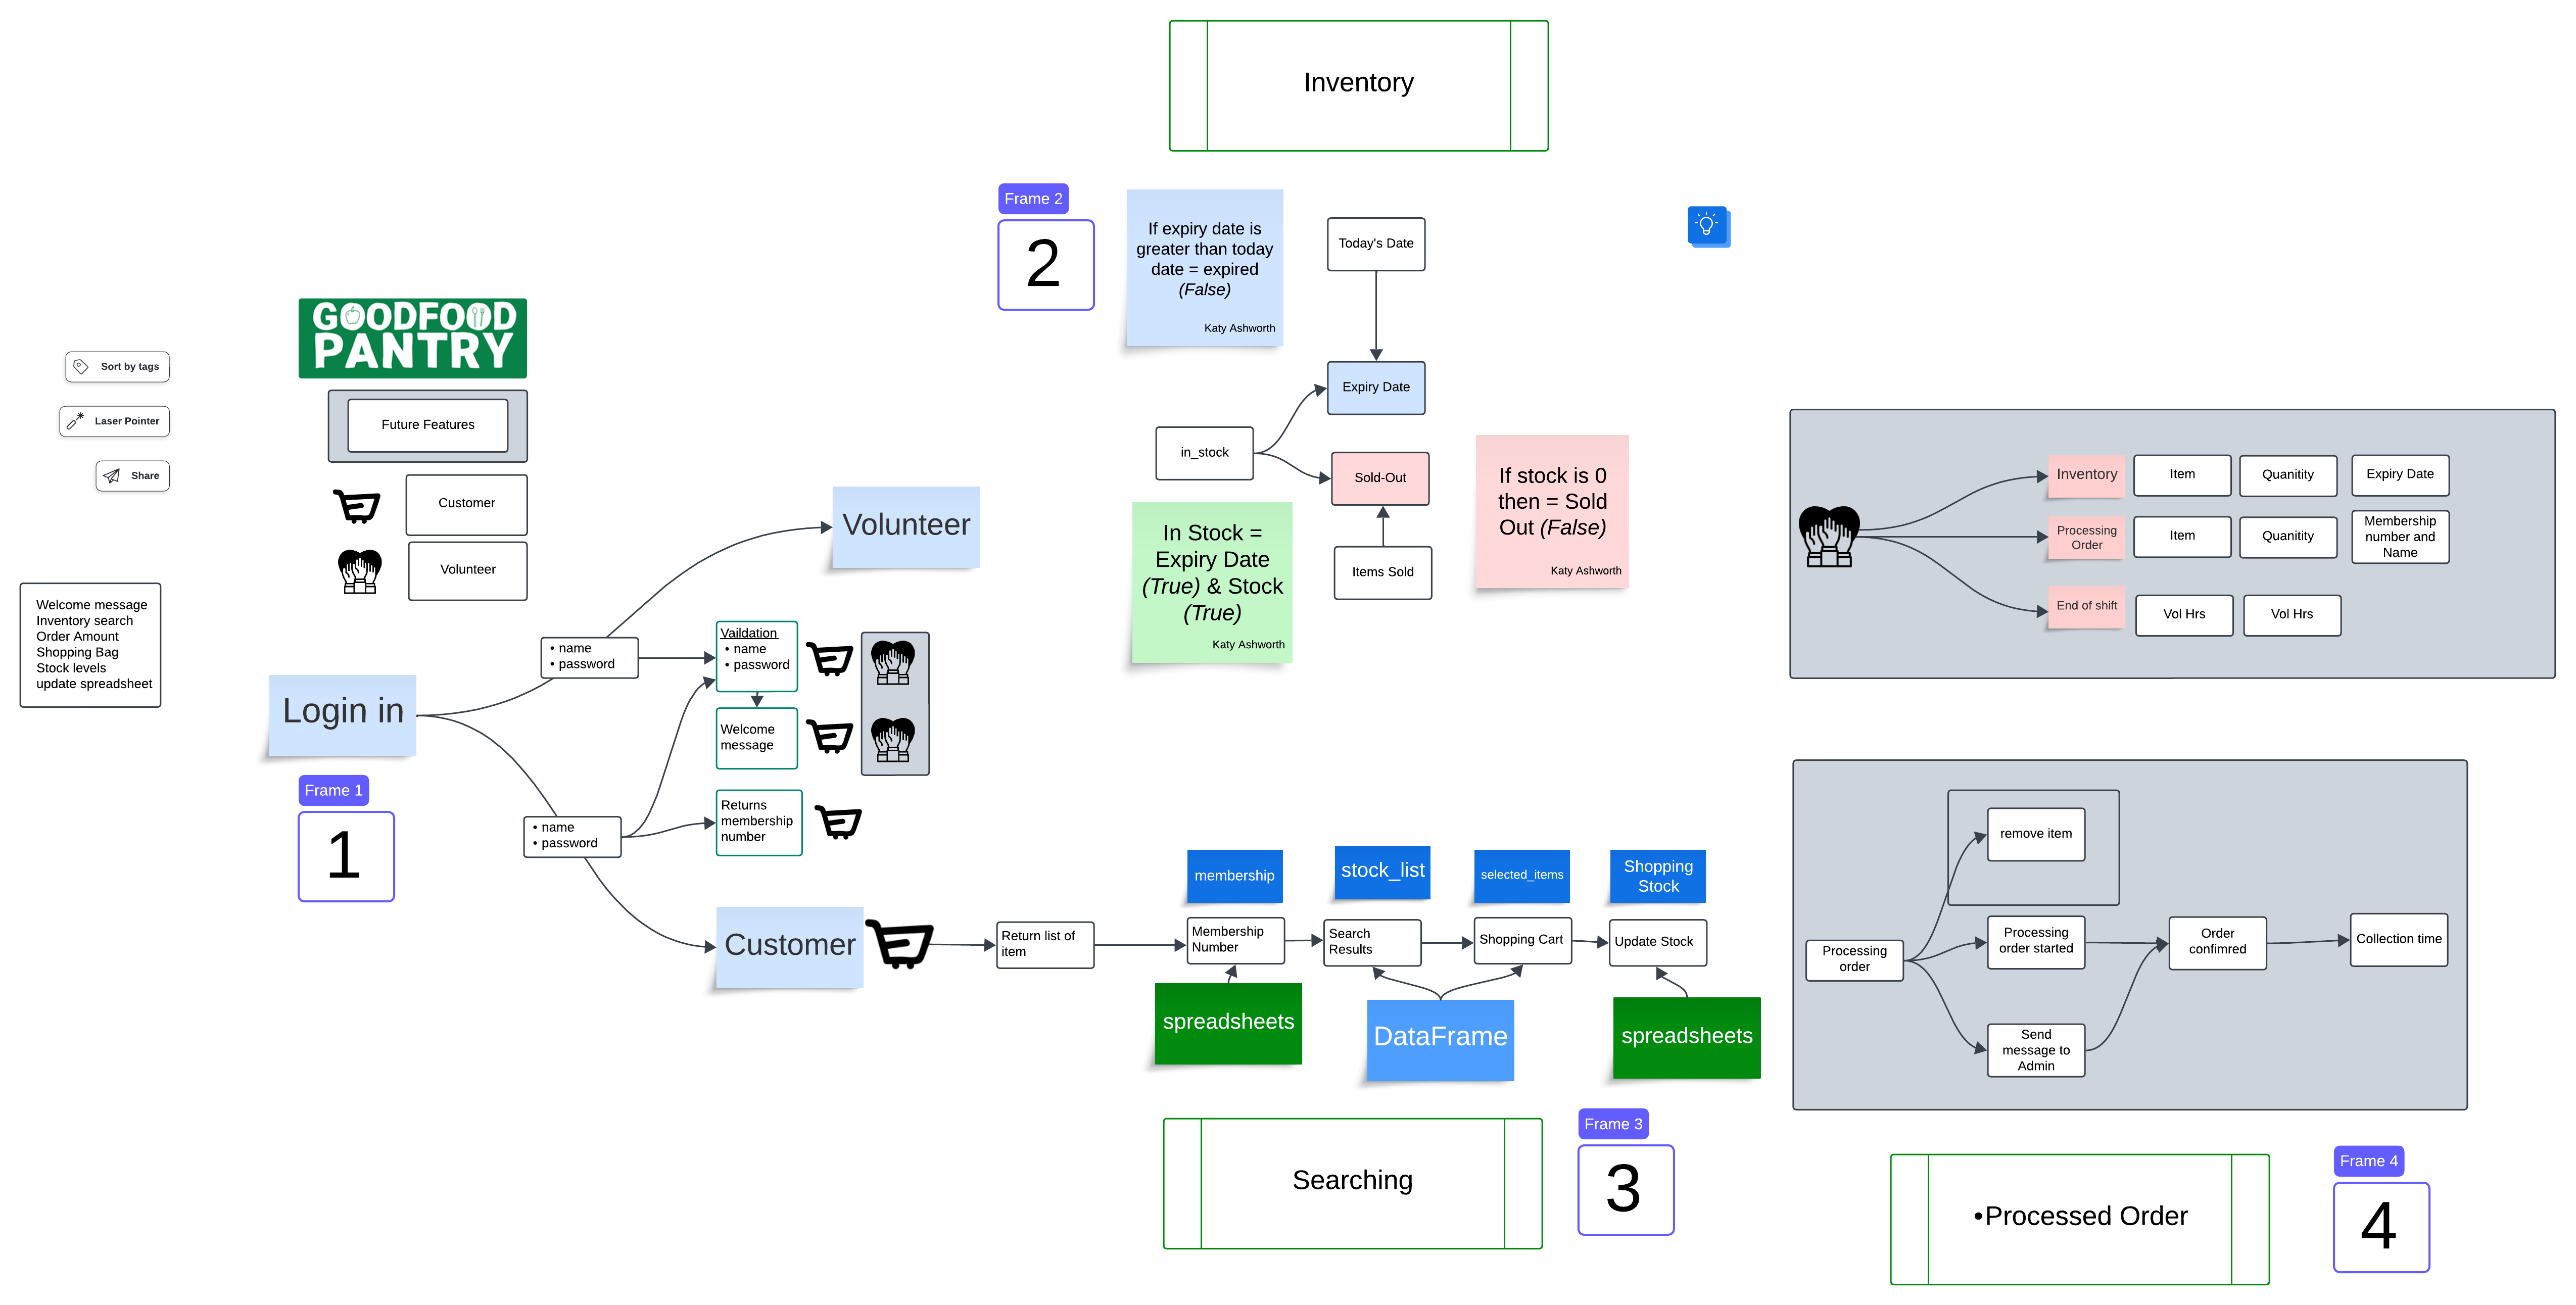 Inventory
Frame 2
2
If expiry date is
greater than today
date = expired
(False)
Katy Ashworth
Today's Date
Expiry Date
in_stock
Sold-Out
Items Sold
If stock is 0
then = Sold
Out (False)
Katy Ashworth
In Stock =
Expiry Date
(True) & Stock
(True)
Katy Ashworth
GOODFOOD
PANTRY
Sort by tags
Laser Pointer
Share
Future Features
Customer
Volunteer
Welcome message
Inventory search
Order Amount
Shopping Bag
Stock levels
update spreadsheet
Login in
Frame 1
1
• name
• password
Volunteer
Vaildation
• name
• password
Welcome
message
Returns
membership
number
• name
• password
Customer
Return list of
item
membership
Membership
Number
spreadsheets
stock_list
Search
Results
selected_items
Shopping Cart
DataFrame
Shopping
Stock
Update Stock
spreadsheets
Searching
Frame 3
3
Inventory
Item
Quanitity
Expiry Date
Processing
Order
Item
Quanitity
Membership
number and
Name
End of shift
Vol Hrs
Vol Hrs
remove item
Processing
order
Processing
order started
Order
confimred
Collection time
Send
message to
Admin
•Processed Order
Frame 4
4